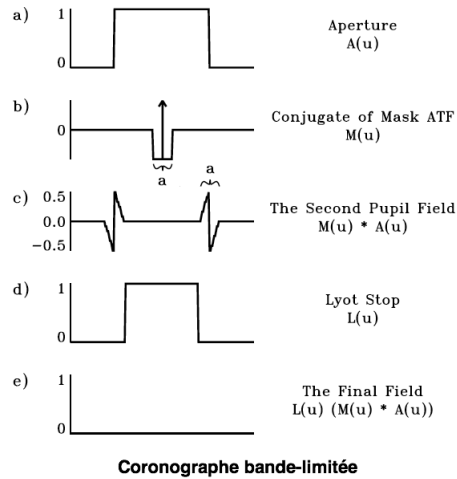 a) 1
Aperture
A(u)
0
b)
0
Conjugate of Mask ATF
M(u)
a
a
c) 0.5
0.0
−0.5
The Second Pupil Field
M(u) * A(u)
d) 1
Lyot Stop
L(u)
0
e) 1
The Final Field
L(u) (M(u) * A(u))
0
Coronographe bande-limitée